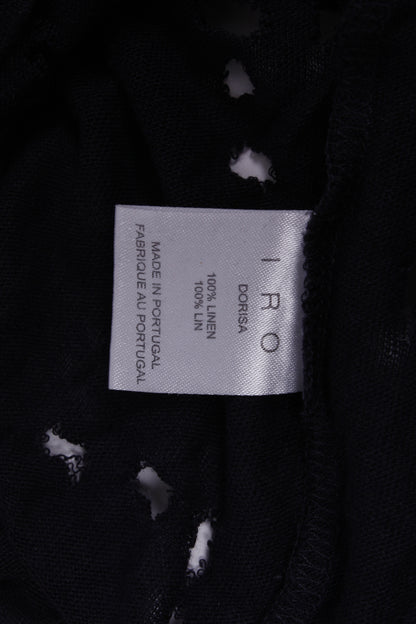 IRO
DORISA
100% LINEN
100% LIN
MADE IN PORTUGAL
FABRIQUE AU PORTUGAL